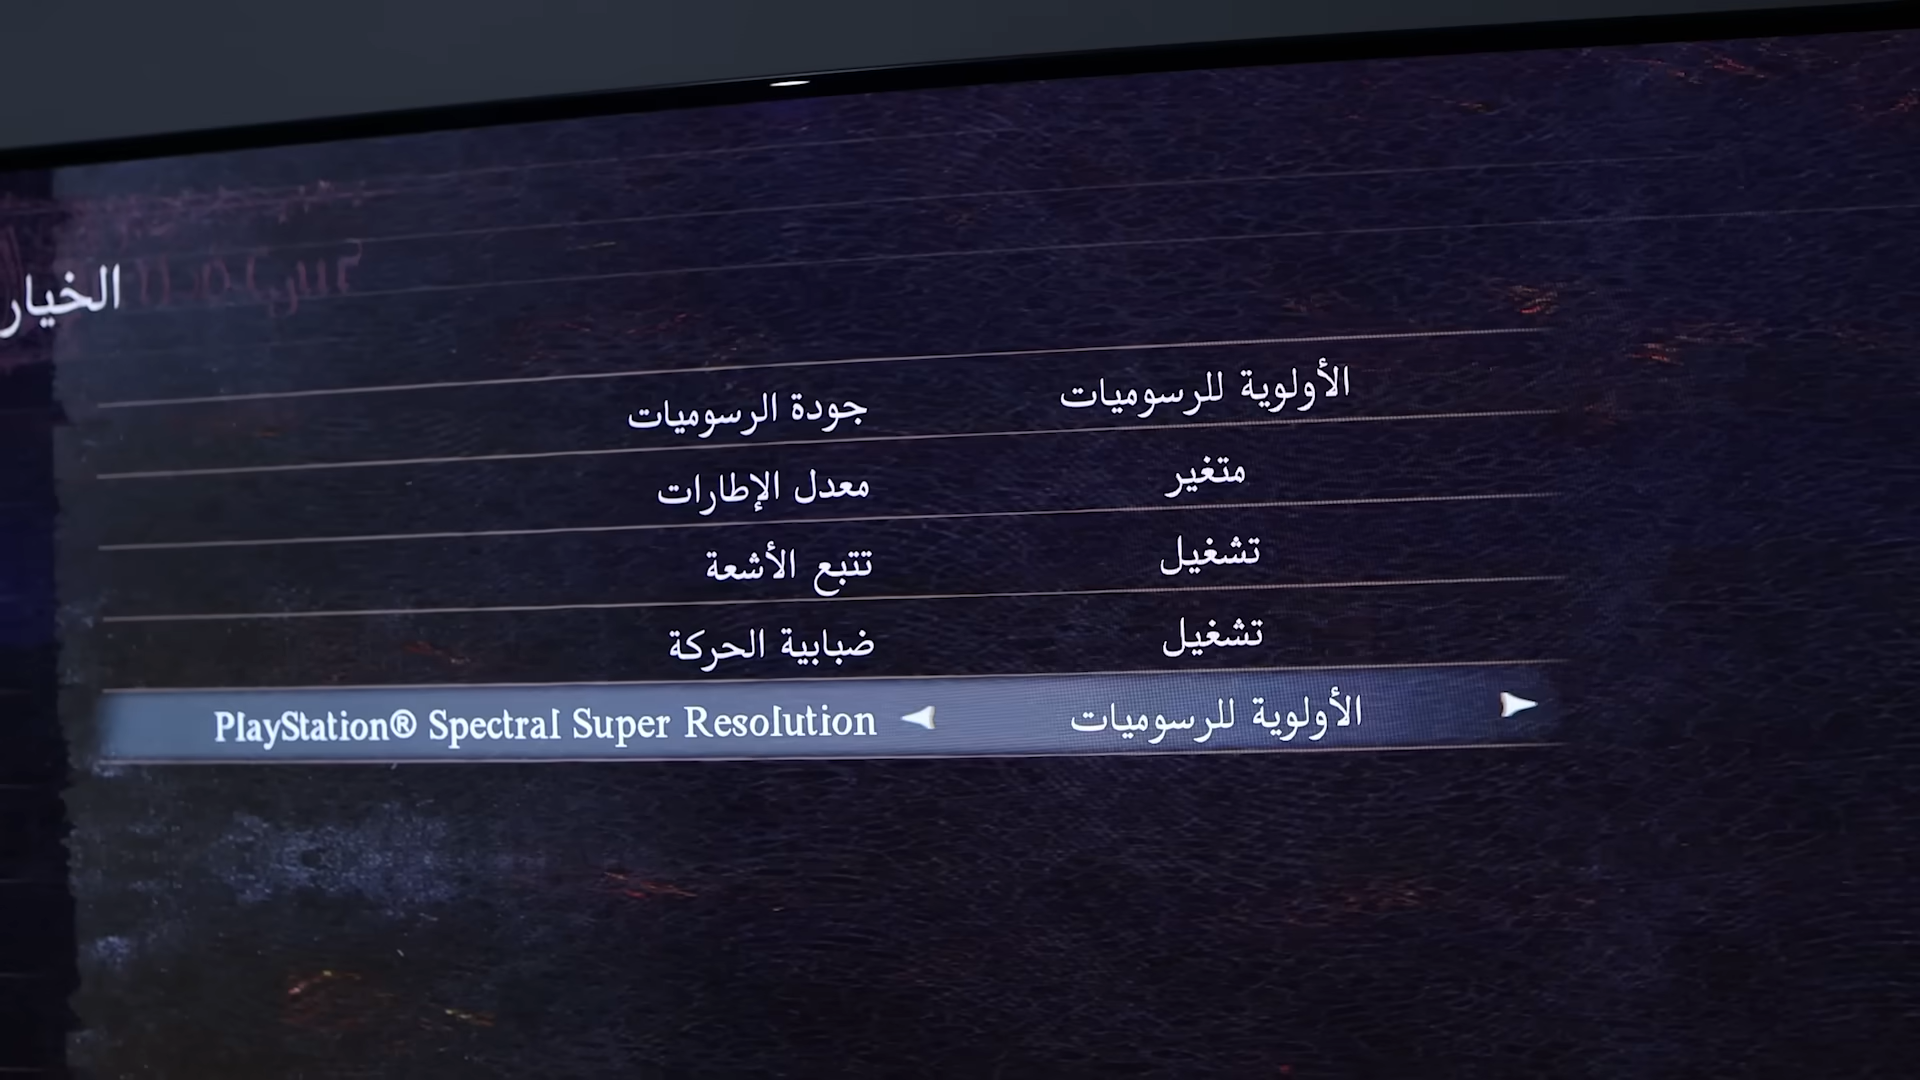 الخيار
جودة الرسوميات الأولوية للرسوميات
معدل الإطارات متغير
تتبع الأشعة تشغيل
ضبابية الحركة تشغيل
PlayStation® Spectral Super Resolution الأولوية للرسوميات